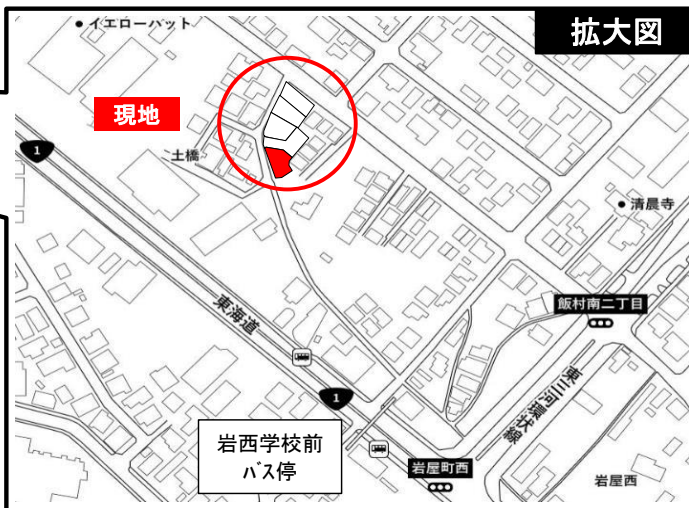 イエローハット
拡大図
現地
1
土橋
清晨寺
飯村南二丁目
東海道
東三河環状線
1
岩西学校前
バス停
岩屋町西
岩屋西